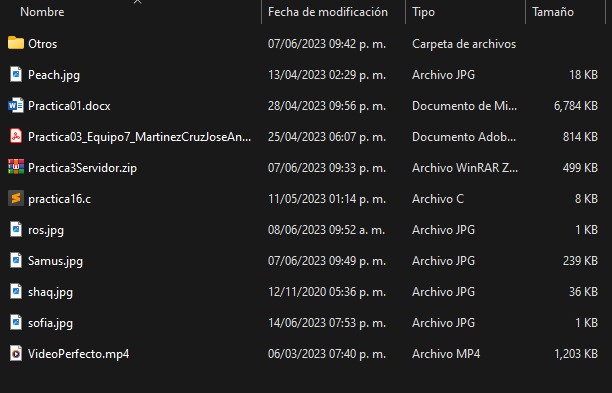 Nombre Fecha de modificación Tipo Tamaño
Otros 07/06/2023 09:42 p. m. Carpeta de archivos
Peach.jpg 13/04/2023 02:29 p. m. Archivo JPG 18 KB
Practica01.docx 28/04/2023 09:56 p. m. Documento de Mi... 6,784 KB
Practica03_Equipo7_MartinezCruzJoseAn... 25/04/2023 06:07 p. m. Documento Adob... 814 KB
Practica3Servidor.zip 07/06/2023 09:33 p. m. Archivo WinRAR Z... 499 KB
practica16.c 11/05/2023 01:14 p. m. Archivo C 8 KB
ros.jpg 08/06/2023 09:52 a. m. Archivo JPG 1 KB
Samus.jpg 07/06/2023 09:49 p. m. Archivo JPG 239 KB
shaq.jpg 12/11/2020 05:36 p. m. Archivo JPG 36 KB
sofia.jpg 14/06/2023 07:53 p. m. Archivo JPG 1 KB
VideoPerfecto.mp4 06/03/2023 07:40 p. m. Archivo MP4 1,203 KB